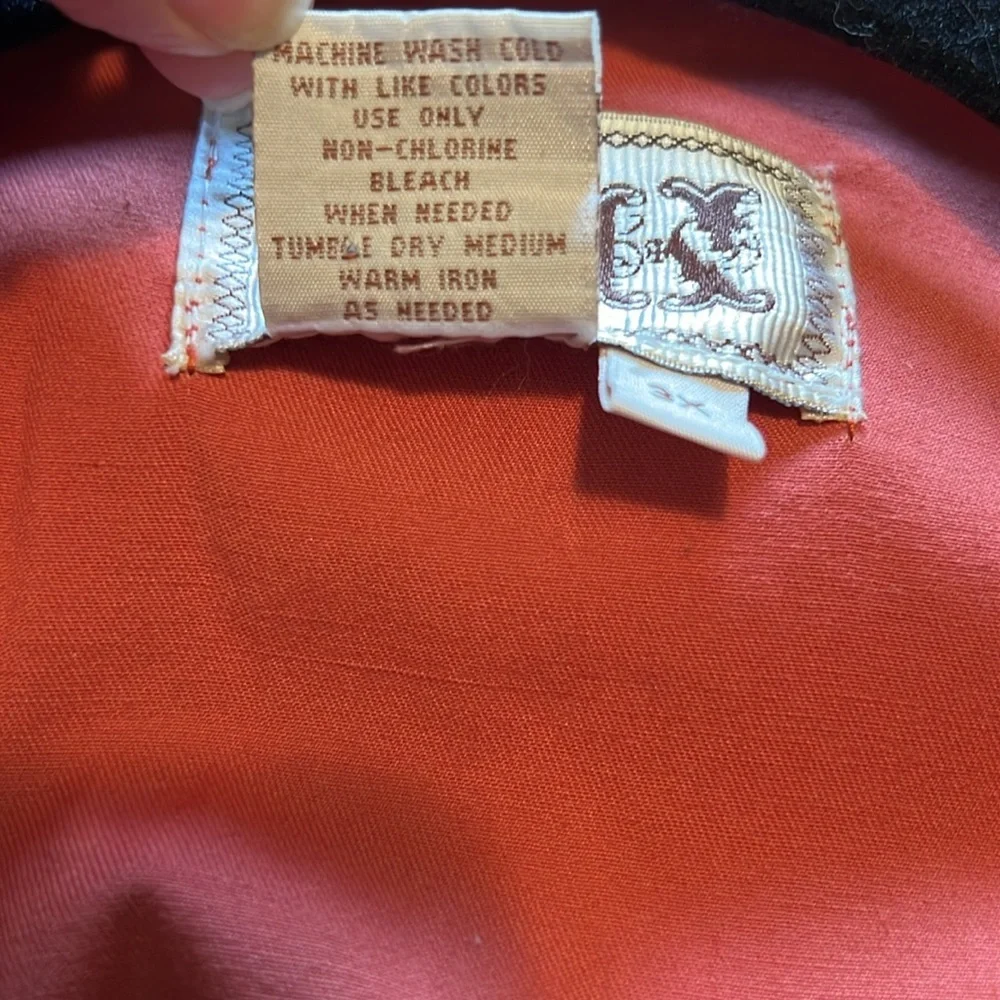 MACHINE WASH COLD
WITH LIKE COLORS
USE ONLY
NON-CHLORINE
BLEACH
WHEN NEEDED
TUMBLE DRY MEDIUM
WARM IRON
AS NEEDED